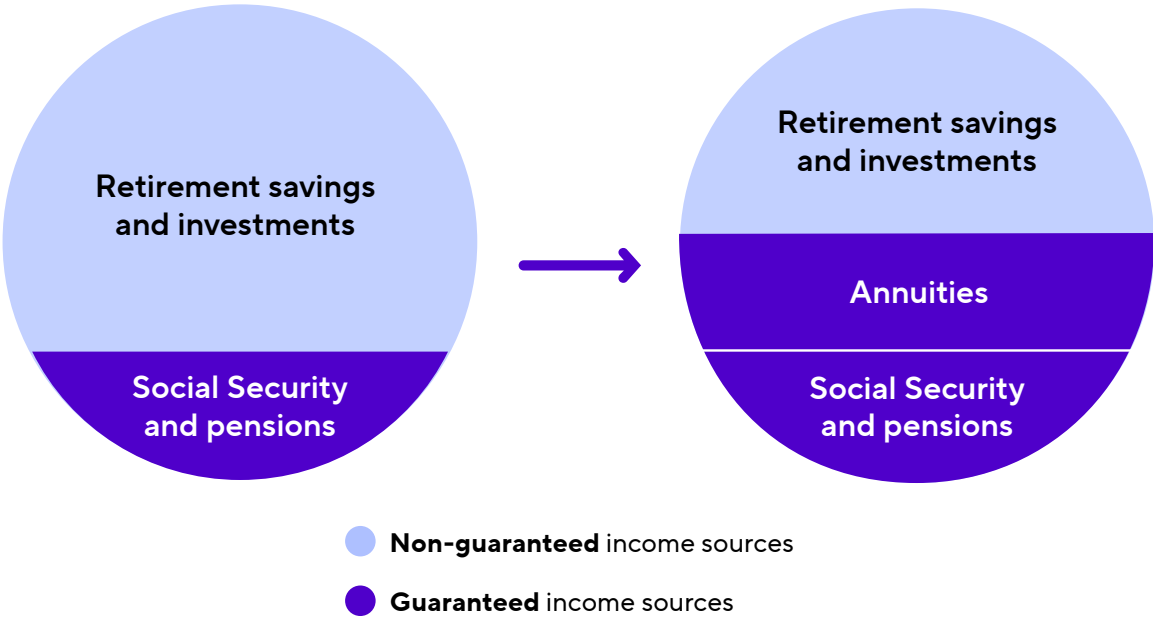 Retirement savings
and investments
Social Security
and pensions
Retirement savings
and investments
Annuities
Social Security
and pensions
Non-guaranteed income sources
Guaranteed income sources